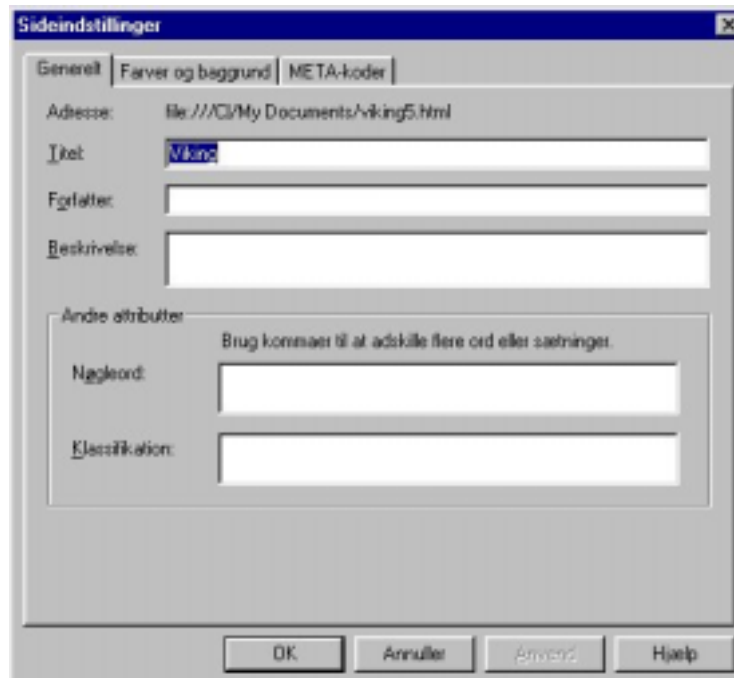 Sideindstillinger
Generelt Farver og baggrund META-koder
Adresse: file:///C|/My Documents/viking5.html
Titel: Viking
Forfatter:
Beskrivelse:
Andre attributter
Brug kommaer til at adskille flere ord eller sætninger.
Nøgleord:
Klassifikation:
OK Annuller Anvend Hjælp